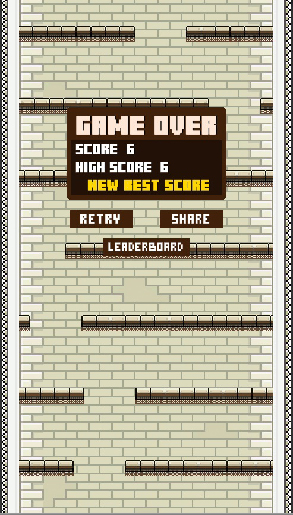 GAME OVER
SCORE 6
HIGH SCORE 6
NEW BEST SCORE
RETRY SHARE
LEADERBOARD